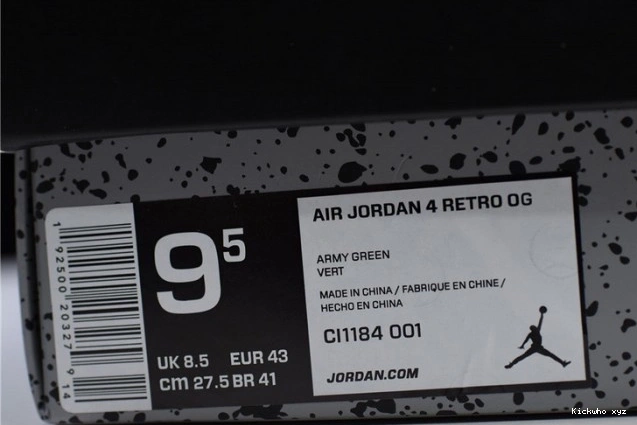 1 92500 20327 9 14
9 5
UK 8.5 EUR 43
CM 27.5 BR 41
AIR JORDAN 4 RETRO OG
ARMY GREEN
VERT
MADE IN CHINA / FABRIQUE EN CHINE /
HECHO EN CHINA
CI1184 001
JORDAN.COM
Kickwho xyz